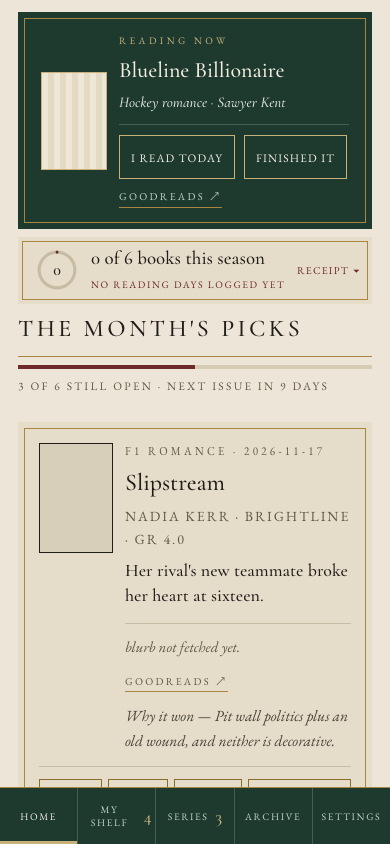 READING NOW
Blueline Billionaire
Hockey romance · Sawyer Kent
I READ TODAY
FINISHED IT
GOODREADS ↗
0
0 of 6 books this season
NO READING DAYS LOGGED YET
RECEIPT ▾
THE MONTH'S PICKS
3 OF 6 STILL OPEN · NEXT ISSUE IN 9 DAYS
F1 ROMANCE · 2026-11-17
Slipstream
NADIA KERR · BRIGHTLINE
· GR 4.0
Her rival's new teammate broke
her heart at sixteen.
blurb not fetched yet.
GOODREADS ↗
Why it won — Pit wall politics plus an
old wound, and neither is decorative.
HOME
MY
SHELF 4
SERIES 3
ARCHIVE
SETTINGS